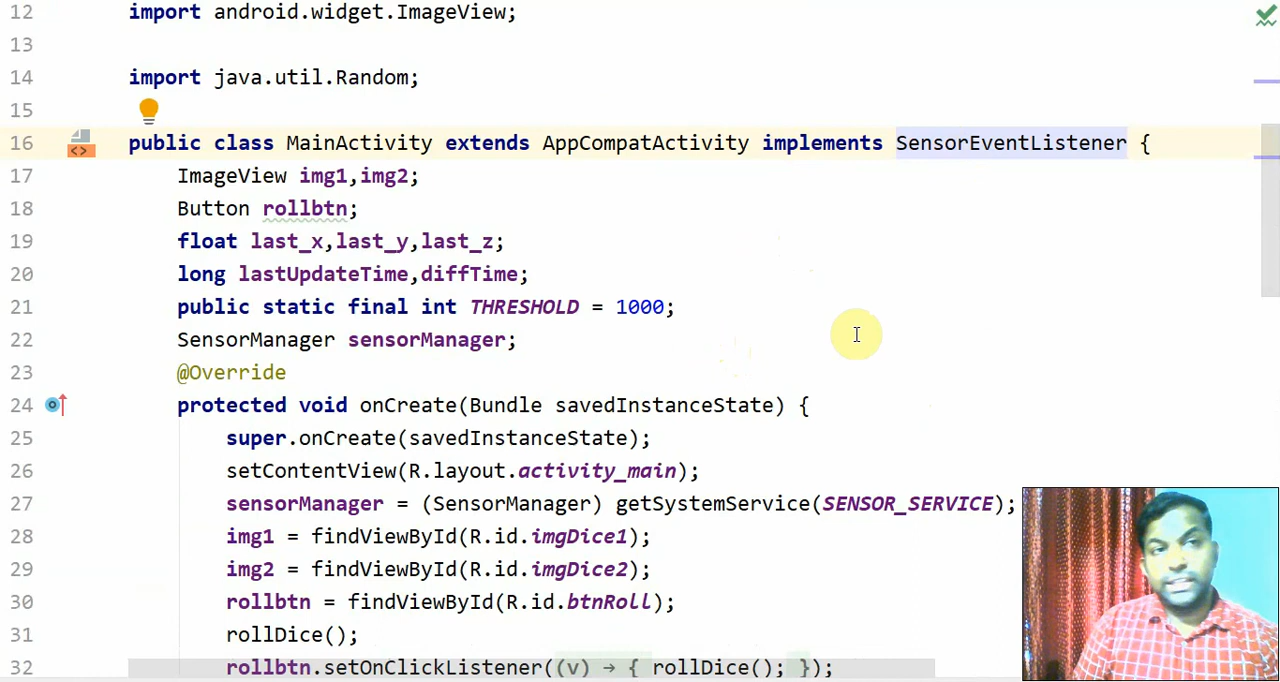 12 import android.widget.ImageView;
13
14 import java.util.Random;
15
16 <> public class MainActivity extends AppCompatActivity implements SensorEventListener {
17 ImageView img1,img2;
18 Button rollbtn;
19 float last_x,last_y,last_z;
20 long lastUpdateTime,diffTime;
21 public static final int THRESHOLD = 1000;
22 SensorManager sensorManager;
23 @Override
24 protected void onCreate(Bundle savedInstanceState) {
25 super.onCreate(savedInstanceState);
26 setContentView(R.layout.activity_main);
27 sensorManager = (SensorManager) getSystemService(SENSOR_SERVICE);
28 img1 = findViewById(R.id.imgDice1);
29 img2 = findViewById(R.id.imgDice2);
30 rollbtn = findViewById(R.id.btnRoll);
31 rollDice();
32 rollbtn.setOnClickListener((v) → { rollDice(); });